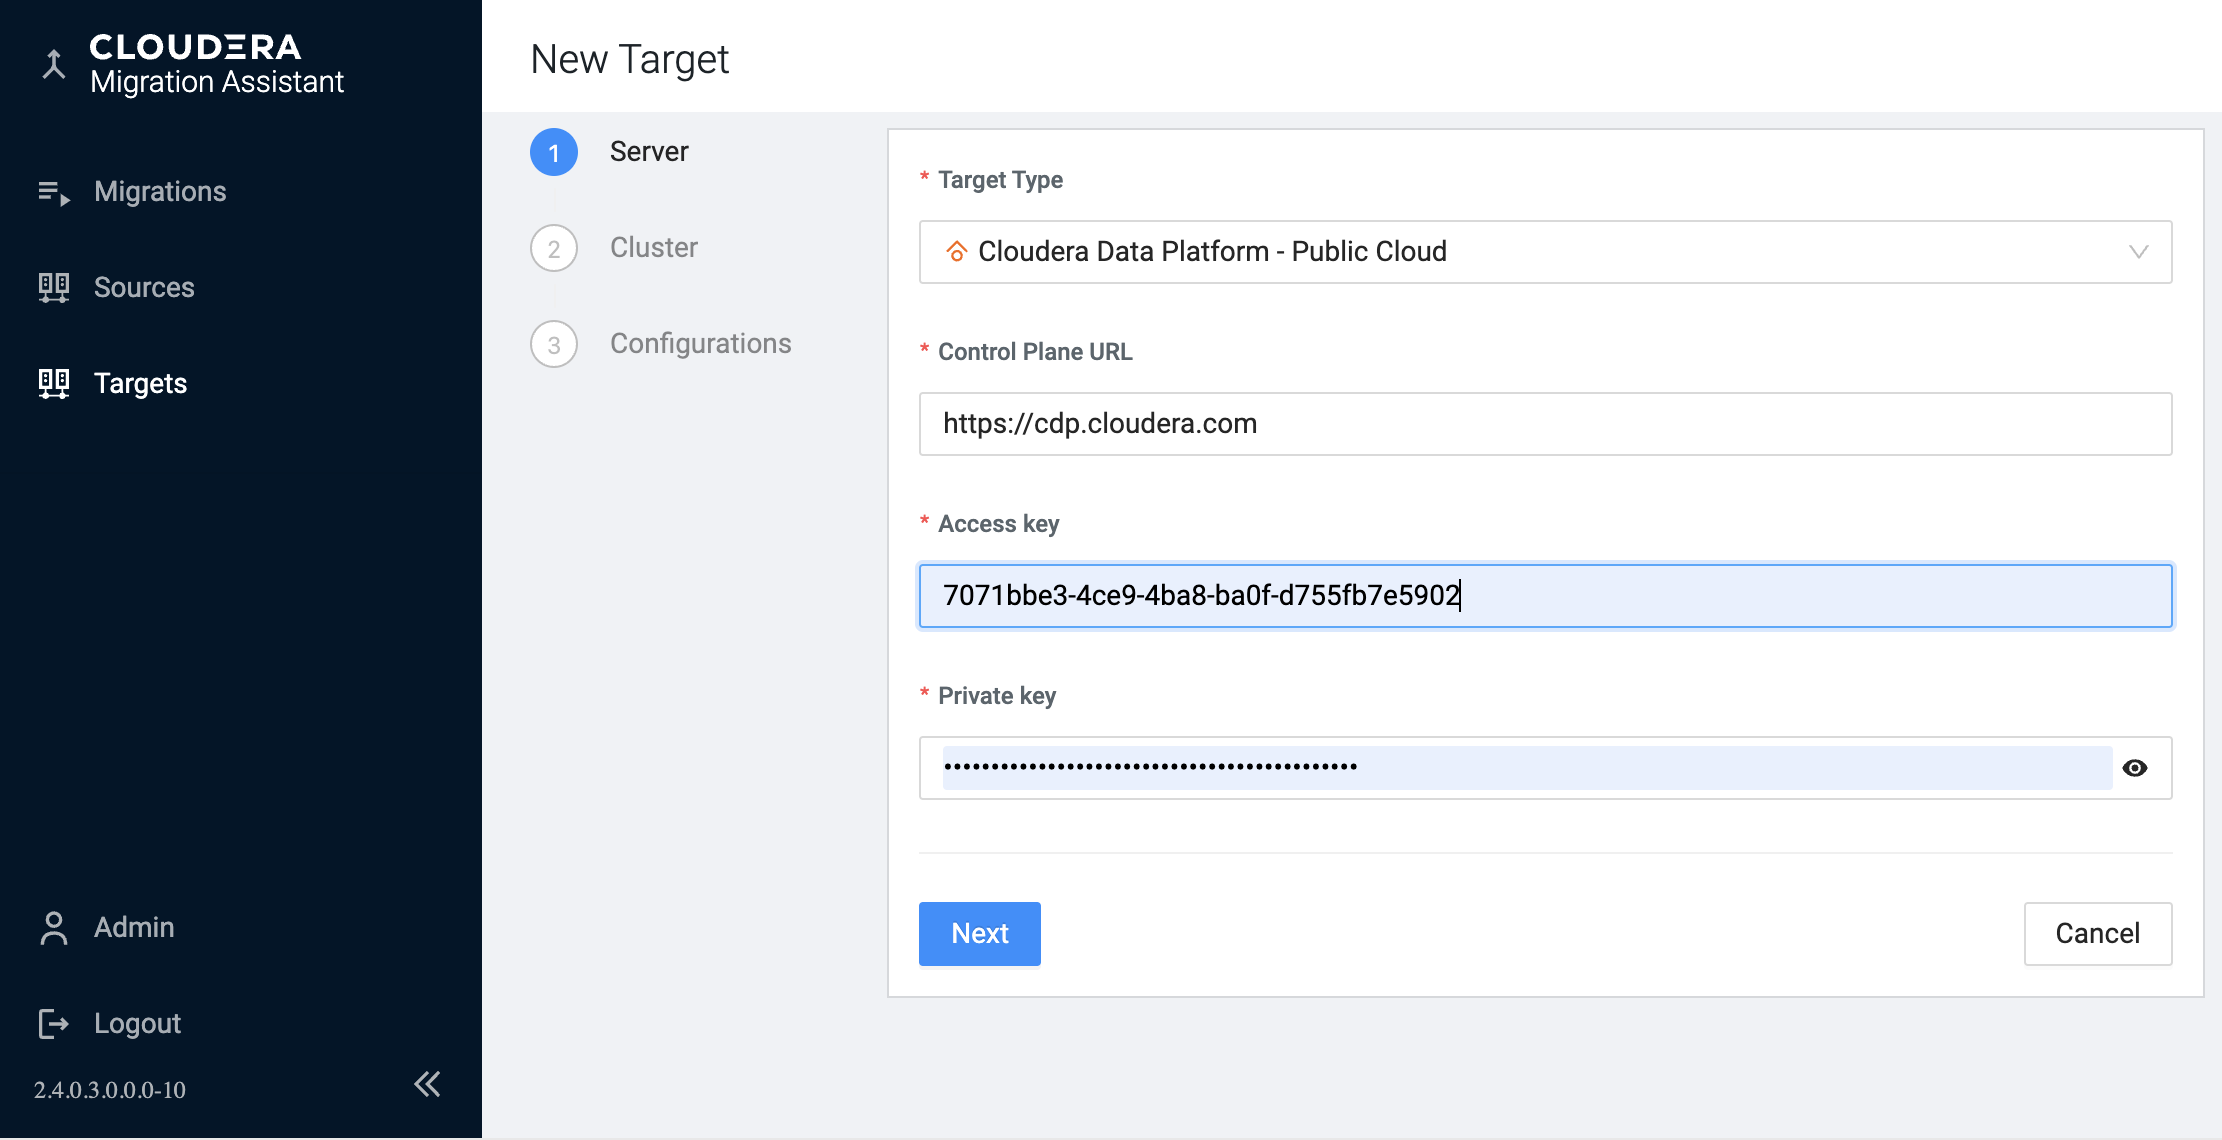 CLOUDERA
Migration Assistant
Migrations
Sources
Targets
Admin
Logout
2.4.0.3.0.0.0-10
New Target
1 Server
2 Cluster
3 Configurations
* Target Type
Cloudera Data Platform - Public Cloud
* Control Plane URL
https://cdp.cloudera.com
* Access key
7071bbe3-4ce9-4ba8-ba0f-d755fb7e5902
* Private key
Next
Cancel